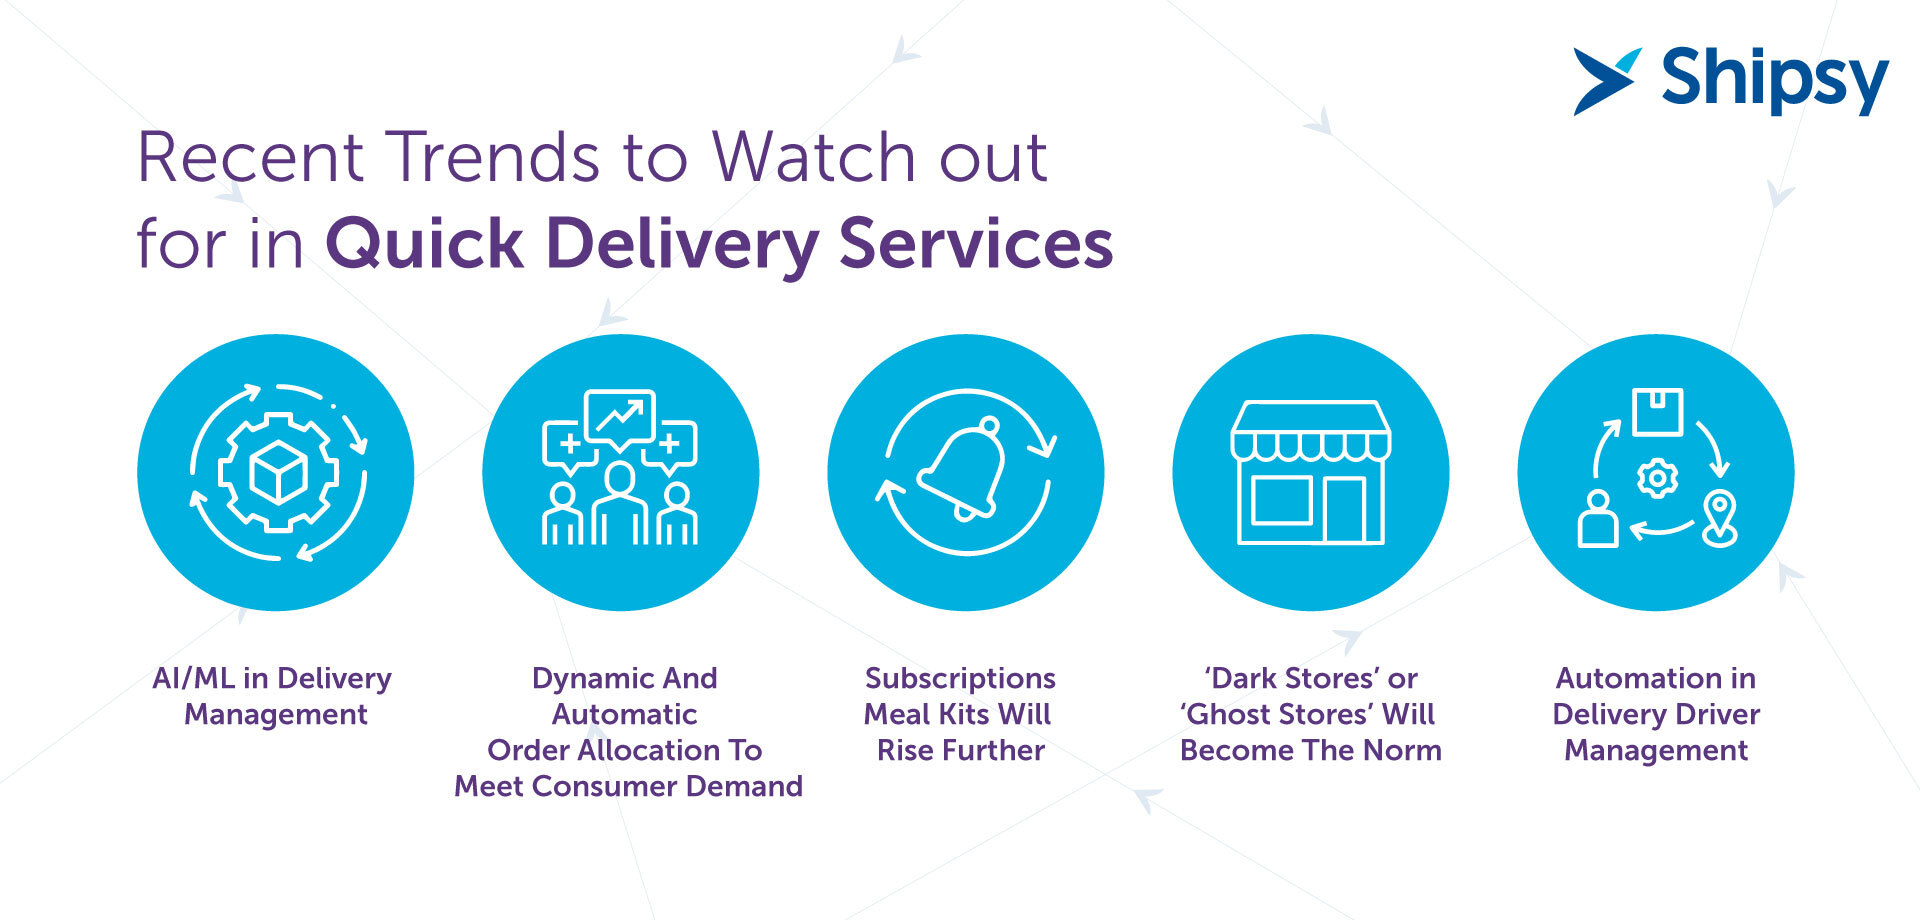 Shipsy
Recent Trends to Watch out
for in Quick Delivery Services
AI/ML in Delivery
Management
Dynamic And
Automatic
Order Allocation To
Meet Consumer Demand
Subscriptions
Meal Kits Will
Rise Further
‘Dark Stores’ or
‘Ghost Stores’ Will
Become The Norm
Automation in
Delivery Driver
Management